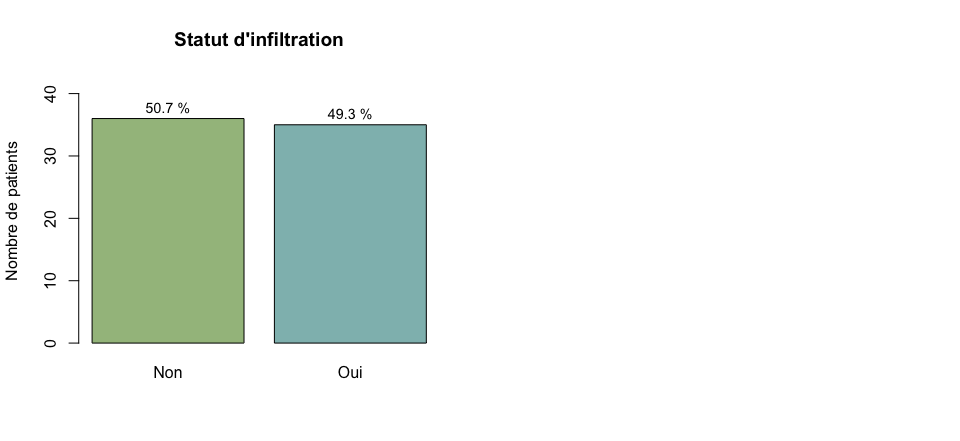 Statut d'infiltration
Nombre de patients
40
30
20
10
0
50.7 %
49.3 %
Non
Oui